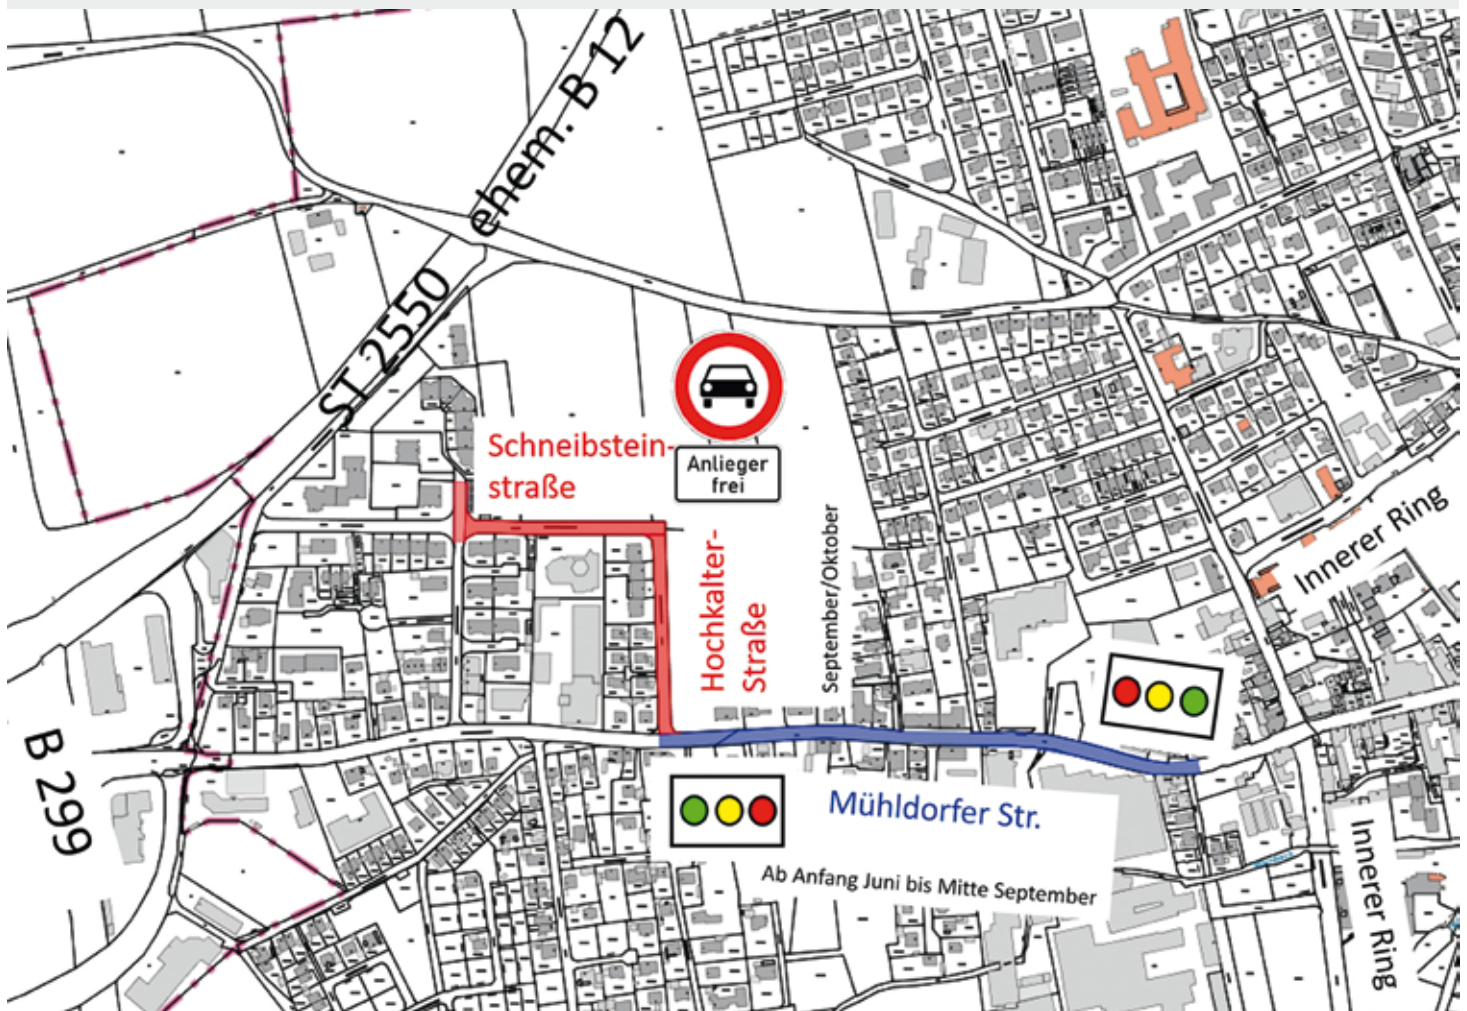 ehem. B 12
ST 2550
Schneibstein-
straße
Anlieger
frei
Hochkalter-
Straße
September/Oktober
Innerer Ring
B 299
Mühldorfer Str.
Ab Anfang Juni bis Mitte September
Innerer Ring